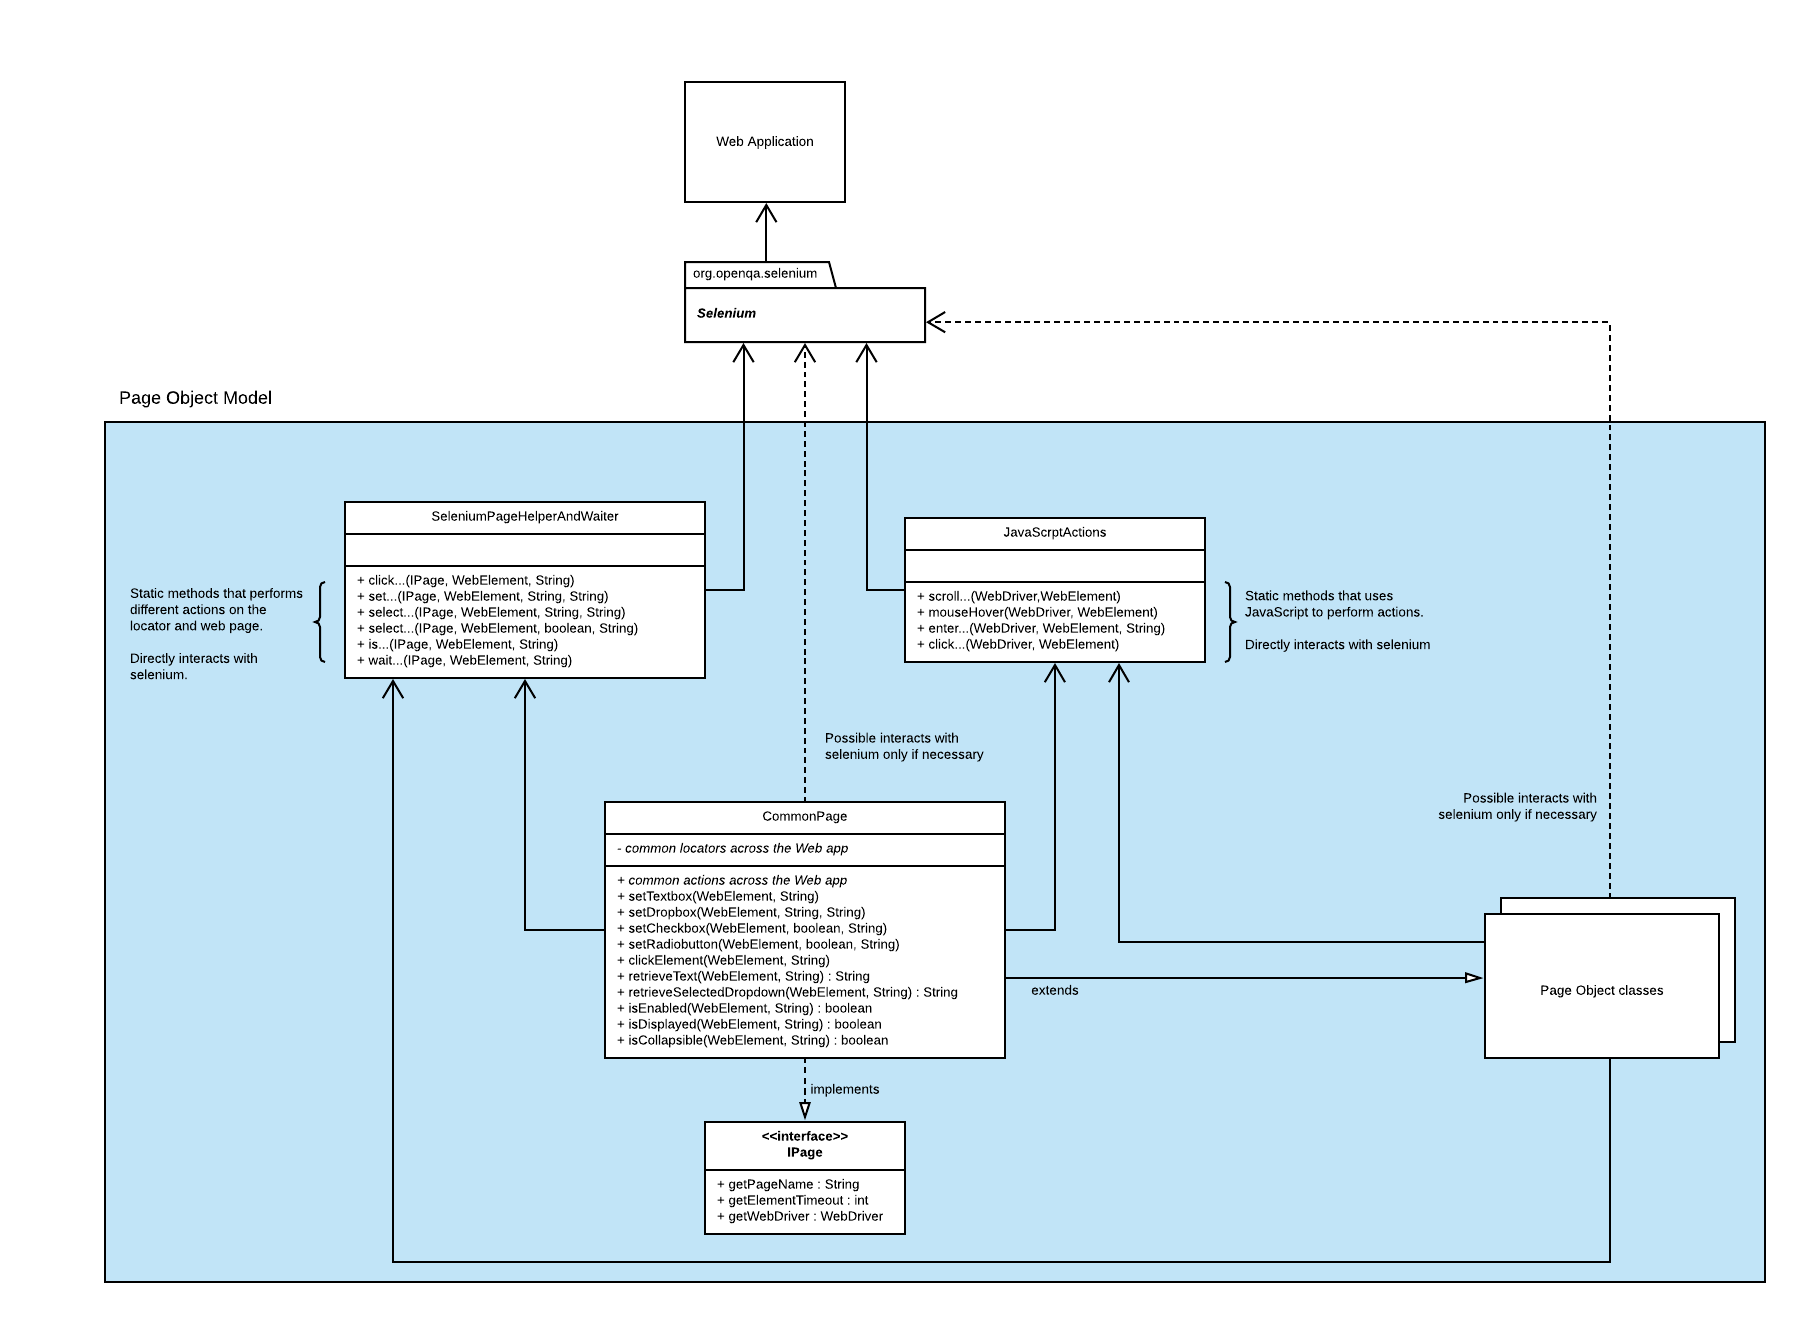 Web Application
org.openqa.selenium
Selenium
Page Object Model
SeleniumPageHelperAndWaiter
+ click...(IPage, WebElement, String)
+ set...(IPage, WebElement, String, String)
+ select...(IPage, WebElement, String, String)
+ select...(IPage, WebElement, boolean, String)
+ is...(IPage, WebElement, String)
+ wait...(IPage, WebElement, String)
Static methods that performs
different actions on the
locator and web page.
Directly interacts with
selenium.
JavaScrptActions
+ scroll...(WebDriver,WebElement)
+ mouseHover(WebDriver, WebElement)
+ enter...(WebDriver, WebElement, String)
+ click...(WebDriver, WebElement)
Static methods that uses
JavaScript to perform actions.
Directly interacts with selenium
Possible interacts with
selenium only if necessary
Possible interacts with
selenium only if necessary
CommonPage
- common locators across the Web app
+ common actions across the Web app
+ setTextbox(WebElement, String)
+ setDropbox(WebElement, String, String)
+ setCheckbox(WebElement, boolean, String)
+ setRadiobutton(WebElement, boolean, String)
+ clickElement(WebElement, String)
+ retrieveText(WebElement, String) : String
+ retrieveSelectedDropdown(WebElement, String) : String
+ isEnabled(WebElement, String) : boolean
+ isDisplayed(WebElement, String) : boolean
+ isCollapsible(WebElement, String) : boolean
extends
Page Object classes
implements
<<interface>>
IPage
+ getPageName : String
+ getElementTimeout : int
+ getWebDriver : WebDriver